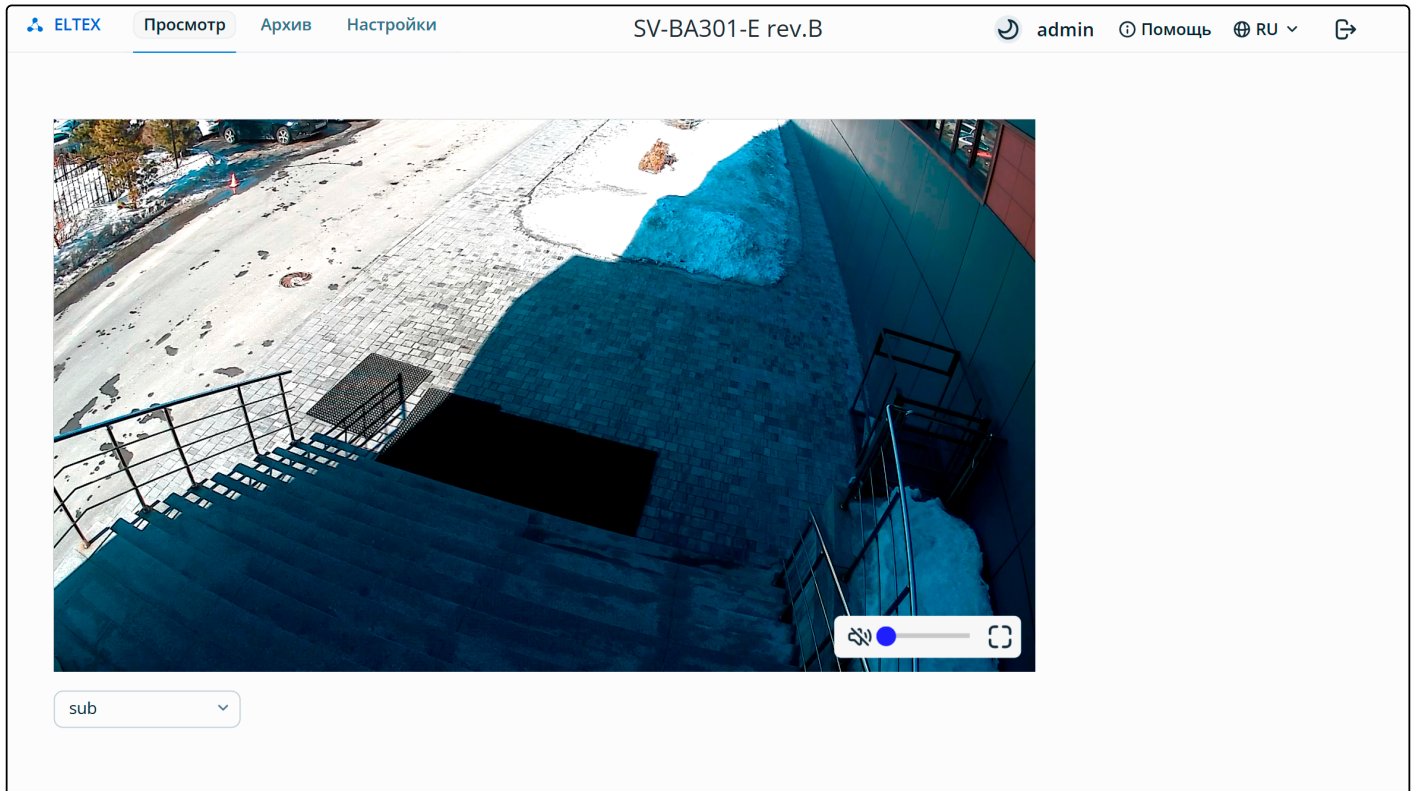 ELTEX Просмотр Архив Настройки SV-BA301-E rev.B admin Помощь RU
sub